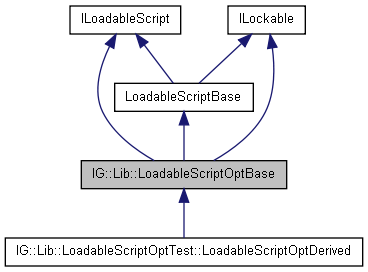 ILoadableScript
ILockable
LoadableScriptBase
IG::Lib::LoadableScriptOptBase
IG::Lib::LoadableScriptOptTest::LoadableScriptOptDerived